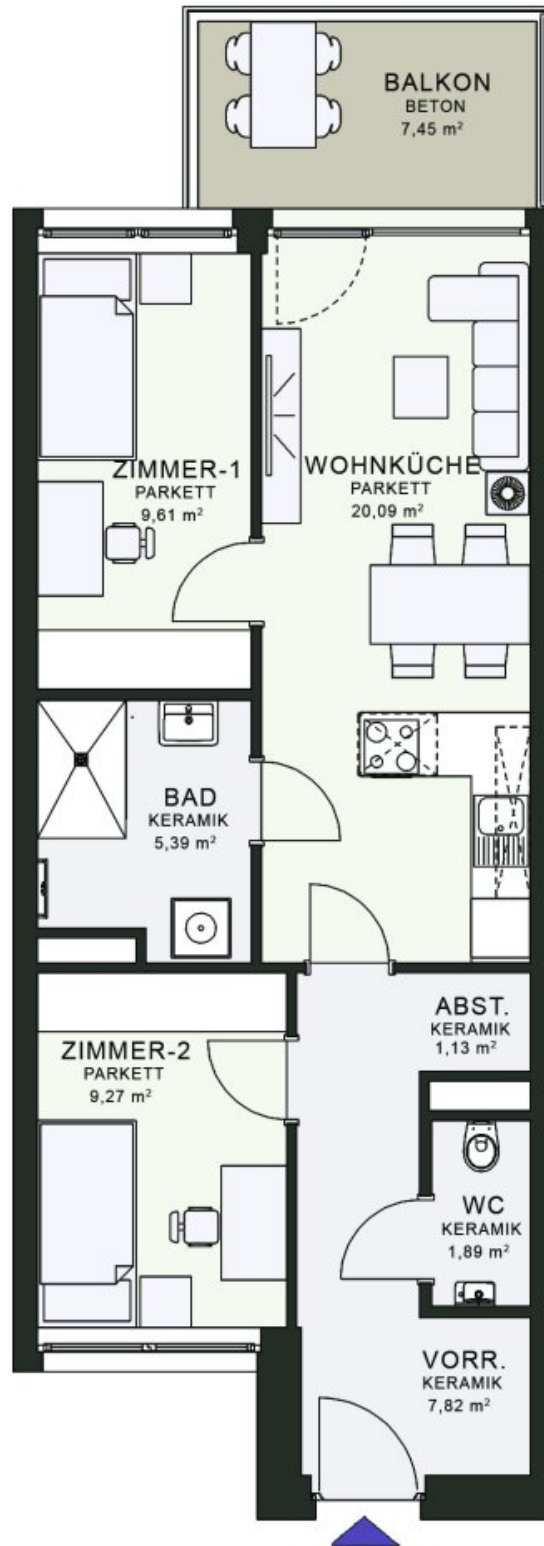 BALKON
BETON
7,45 m²
ZIMMER-1
PARKETT
9,61 m²
WOHNKÜCHE
PARKETT
20,09 m²
BAD
KERAMIK
5,39 m²
ABST.
KERAMIK
1,13 m²
ZIMMER-2
PARKETT
9,27 m²
WC
KERAMIK
1,89 m²
VORR.
KERAMIK
7,82 m²